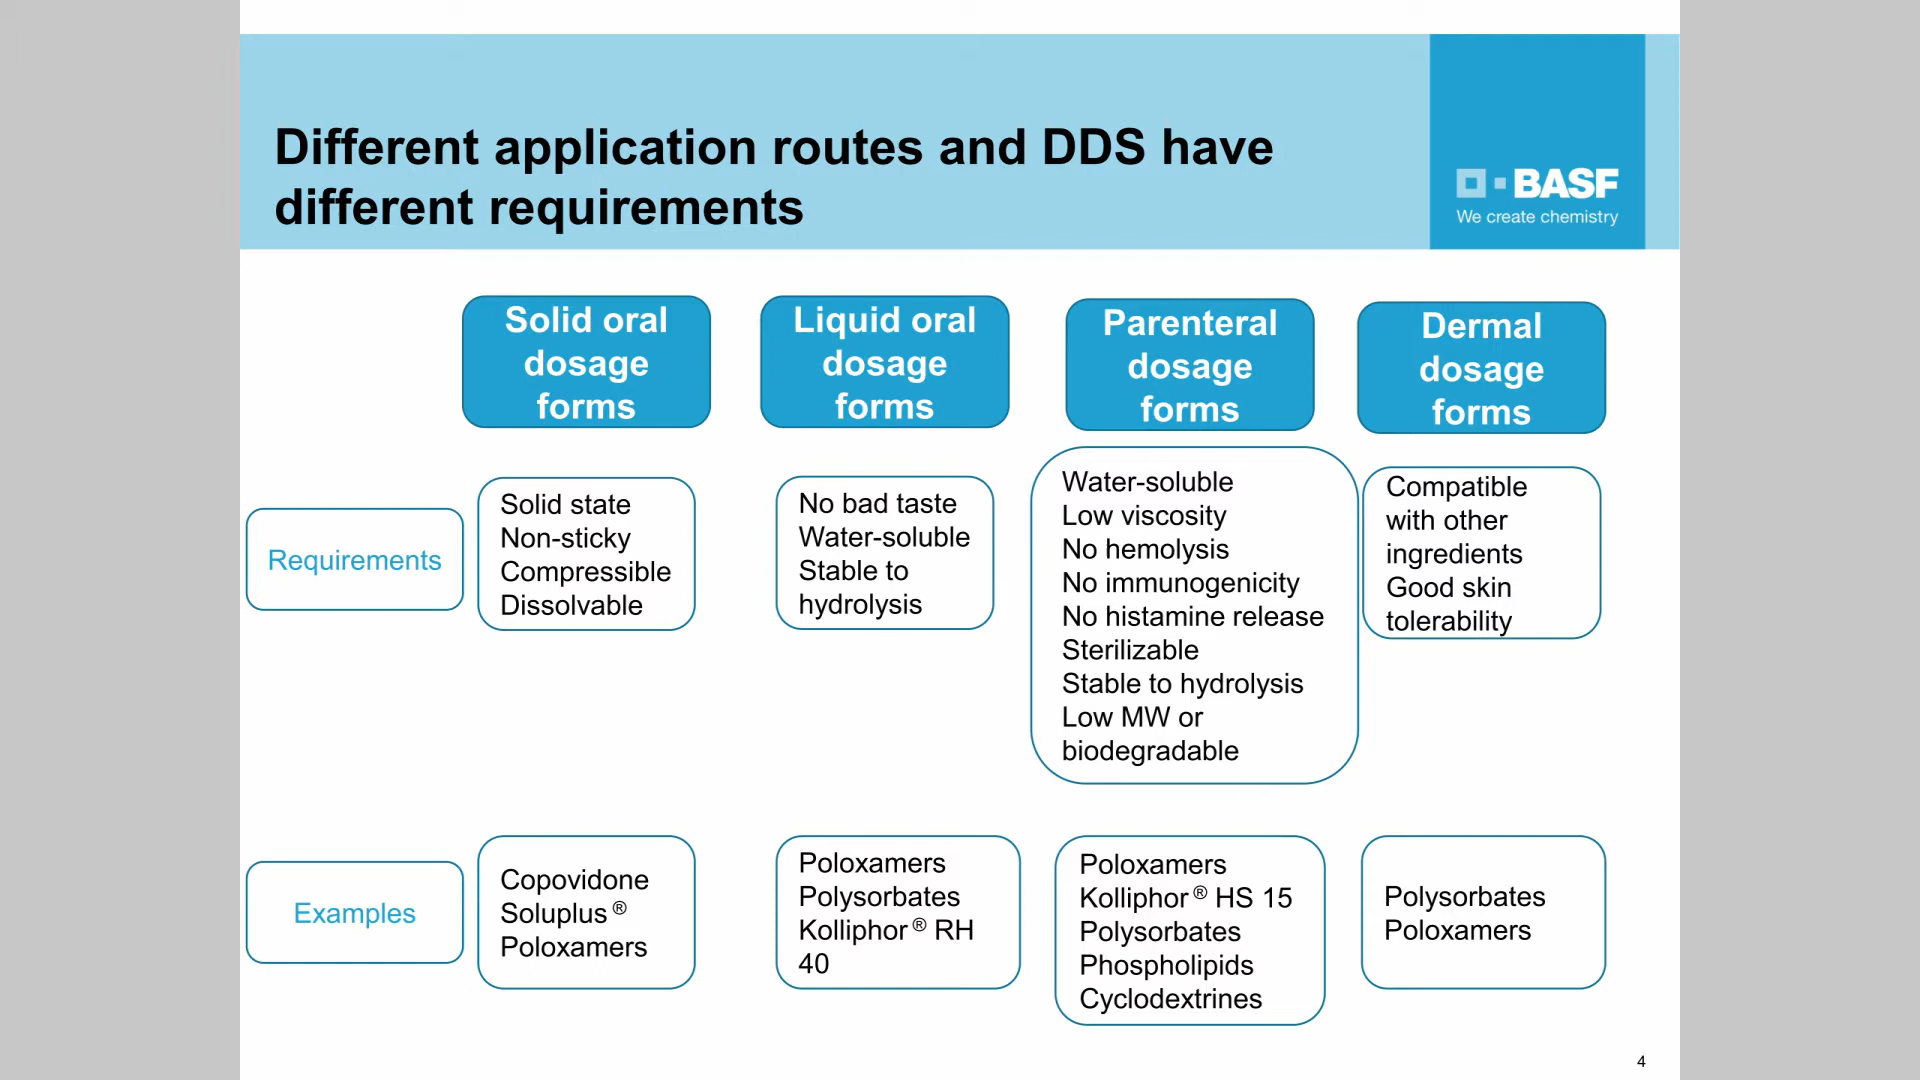 Different application routes and DDS have
different requirements
BASF
We create chemistry
Solid oral
dosage
forms
Liquid oral
dosage
forms
Parenteral
dosage
forms
Dermal
dosage
forms
Requirements
Solid state
Non-sticky
Compressible
Dissolvable
No bad taste
Water-soluble
Stable to
hydrolysis
Water-soluble
Low viscosity
No hemolysis
No immunogenicity
No histamine release
Sterilizable
Stable to hydrolysis
Low MW or
biodegradable
Compatible
with other
ingredients
Good skin
tolerability
Examples
Copovidone
Soluplus ®
Poloxamers
Poloxamers
Polysorbates
Kolliphor ® RH
40
Poloxamers
Kolliphor ® HS 15
Polysorbates
Phospholipids
Cyclodextrines
Polysorbates
Poloxamers
4